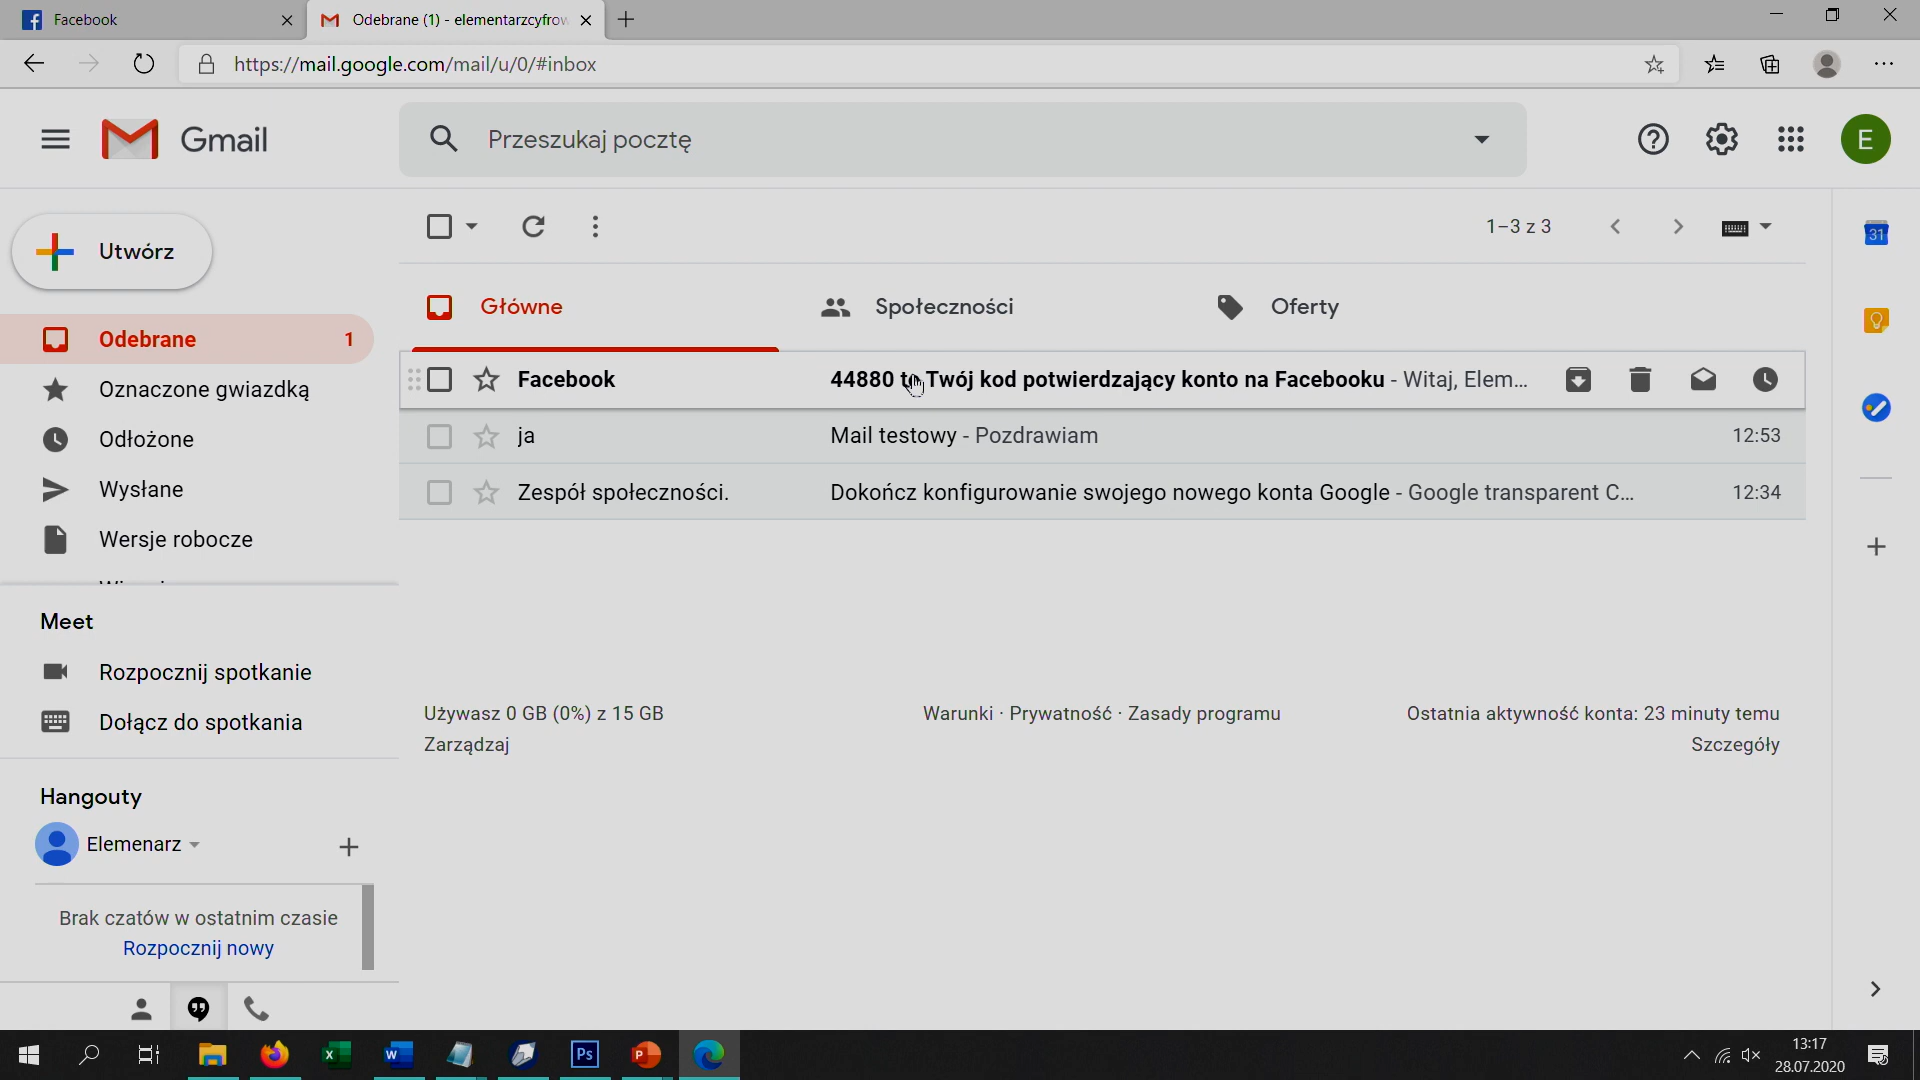 Facebook
Odebrane (1) - elementarzcyfrow
https://mail.google.com/mail/u/0/#inbox
Gmail
Przeszukaj pocztę
E
Utwórz
1–3 z 3
31
Główne
Społeczności
Oferty
Odebrane 1
Oznaczone gwiazdką
Odłożone
Wysłane
Wersje robocze
Facebook 44880 to Twój kod potwierdzający konto na Facebooku - Witaj, Elem...
ja Mail testowy - Pozdrawiam 12:53
Zespół społeczności. Dokończ konfigurowanie swojego nowego konta Google - Google transparent C... 12:34
Meet
Rozpocznij spotkanie
Dołącz do spotkania
Używasz 0 GB (0%) z 15 GB
Zarządzaj
Warunki · Prywatność · Zasady programu
Ostatnia aktywność konta: 23 minuty temu
Szczegóły
Hangouty
Elemenarz
Brak czatów w ostatnim czasie
Rozpocznij nowy
Ps
13:17
28.07.2020